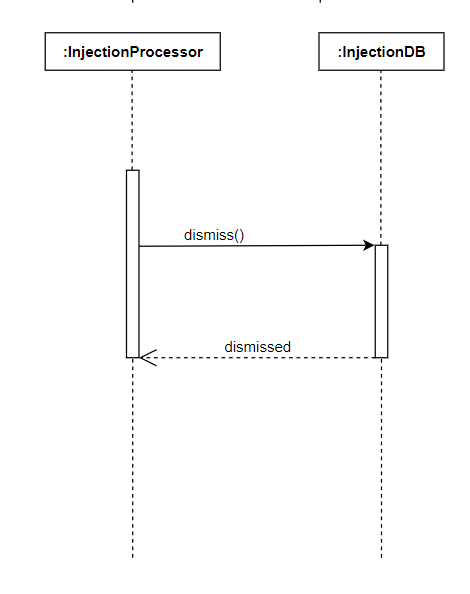 :InjectionProcessor
:InjectionDB
dismiss()
dismissed